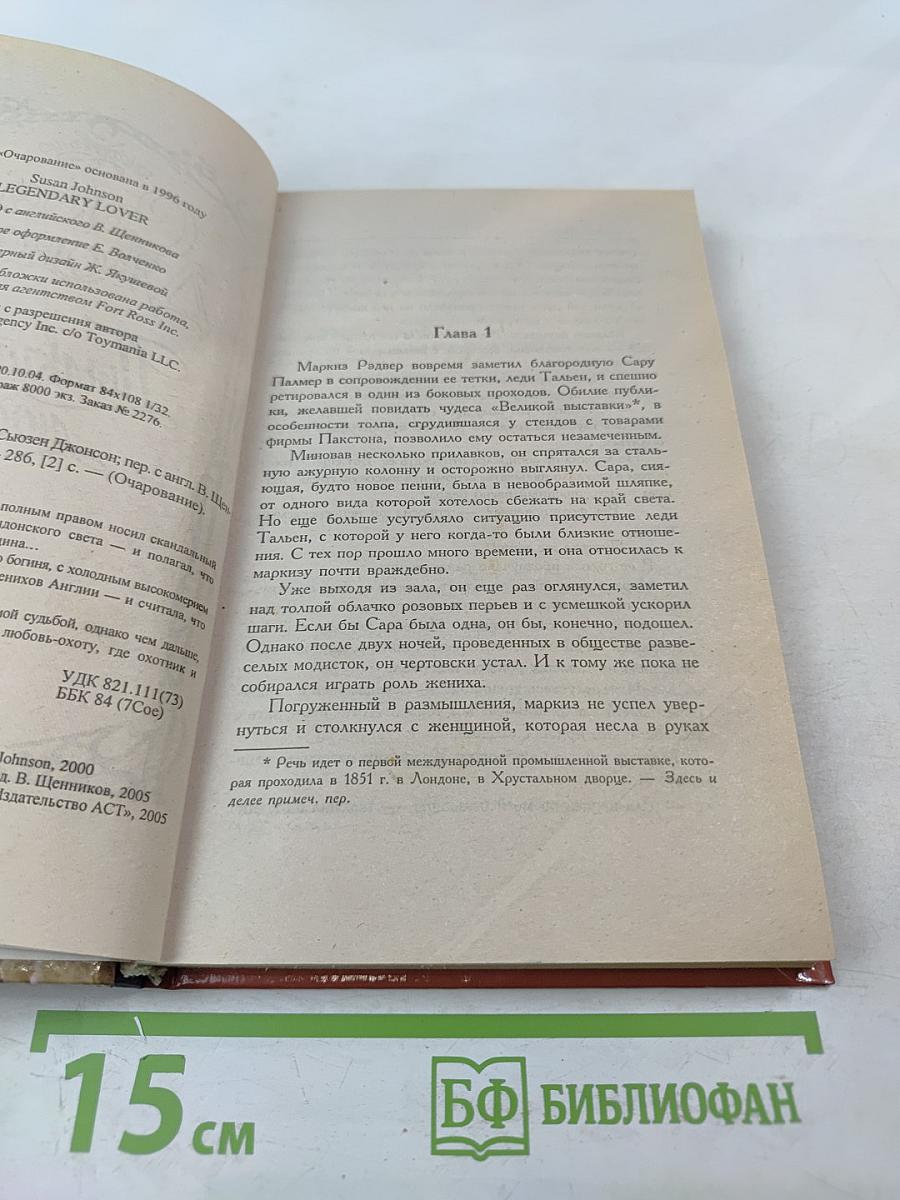 «Очарование» основана в 1996 году
Susan Johnson
LEGENDARY LOVER
с английского В. Щенникова
оформление Е. Волченко
дизайн Ж. Якушевой
обложки использована работа,
агентством Fort Ross Inc.
с разрешения автора
Agency Inc. c/o Toymania LLC.
10.04. Формат 84х108 1/32.
8000 экз. Заказ № 2276.
Сьюзен Джонсон; пер. с англ. В. Щен-
286, [2] с. — (Очарование).
полным правом носил скандальный
света — и полагал, что
богиня, с холодным высокомерием
женихов Англии — и считала, что
судьбой, однако чем дальше,
любовь-охоту, где охотник и
УДК 821.111(73)
ББК 84 (7Сое)
Johnson, 2000
В. Щенников, 2005
Издательство АСТ», 2005
Глава 1
Маркиз Рэдвер вовремя заметил благородную Сару
Палмер в сопровождении ее тетки, леди Тальен, и спешно
ретировался в один из боковых проходов. Обилие публи-
ки, желавшей повидать чудеса «Великой выставки»*, в
особенности толпа, сгрудившаяся у стендов с товарами
фирмы Пакстона, позволило ему остаться незамеченным.
Миновав несколько прилавков, он спрятался за сталь-
ную ажурную колонну и осторожно выглянул. Сара, сия-
ющая, будто новое пенни, была в невообразимой шляпке,
от одного вида которой хотелось сбежать на край света.
Но еще больше усугубляло ситуацию присутствие леди
Тальен, с которой у него когда-то были близкие отноше-
ния. С тех пор прошло много времени, и она относилась к
маркизу почти враждебно.
Уже выходя из зала, он еще раз оглянулся, заметил
над толпой облачко розовых перьев и с усмешкой ускорил
шаги. Если бы Сара была одна, он бы, конечно, подошел.
Однако после двух ночей, проведенных в обществе разве-
селых модисток, он чертовски устал. И к тому же пока не
собирался играть роль жениха.
Погруженный в размышления, маркиз не успел увер-
нуться и столкнулся с женщиной, которая несла в руках
* Речь идет о первой международной промышленной выставке, кото-
рая проходила в 1851 г. в Лондоне, в Хрустальном дворце. — Здесь и
далее примеч. пер.
15 см
БФ БИБЛИОФАН